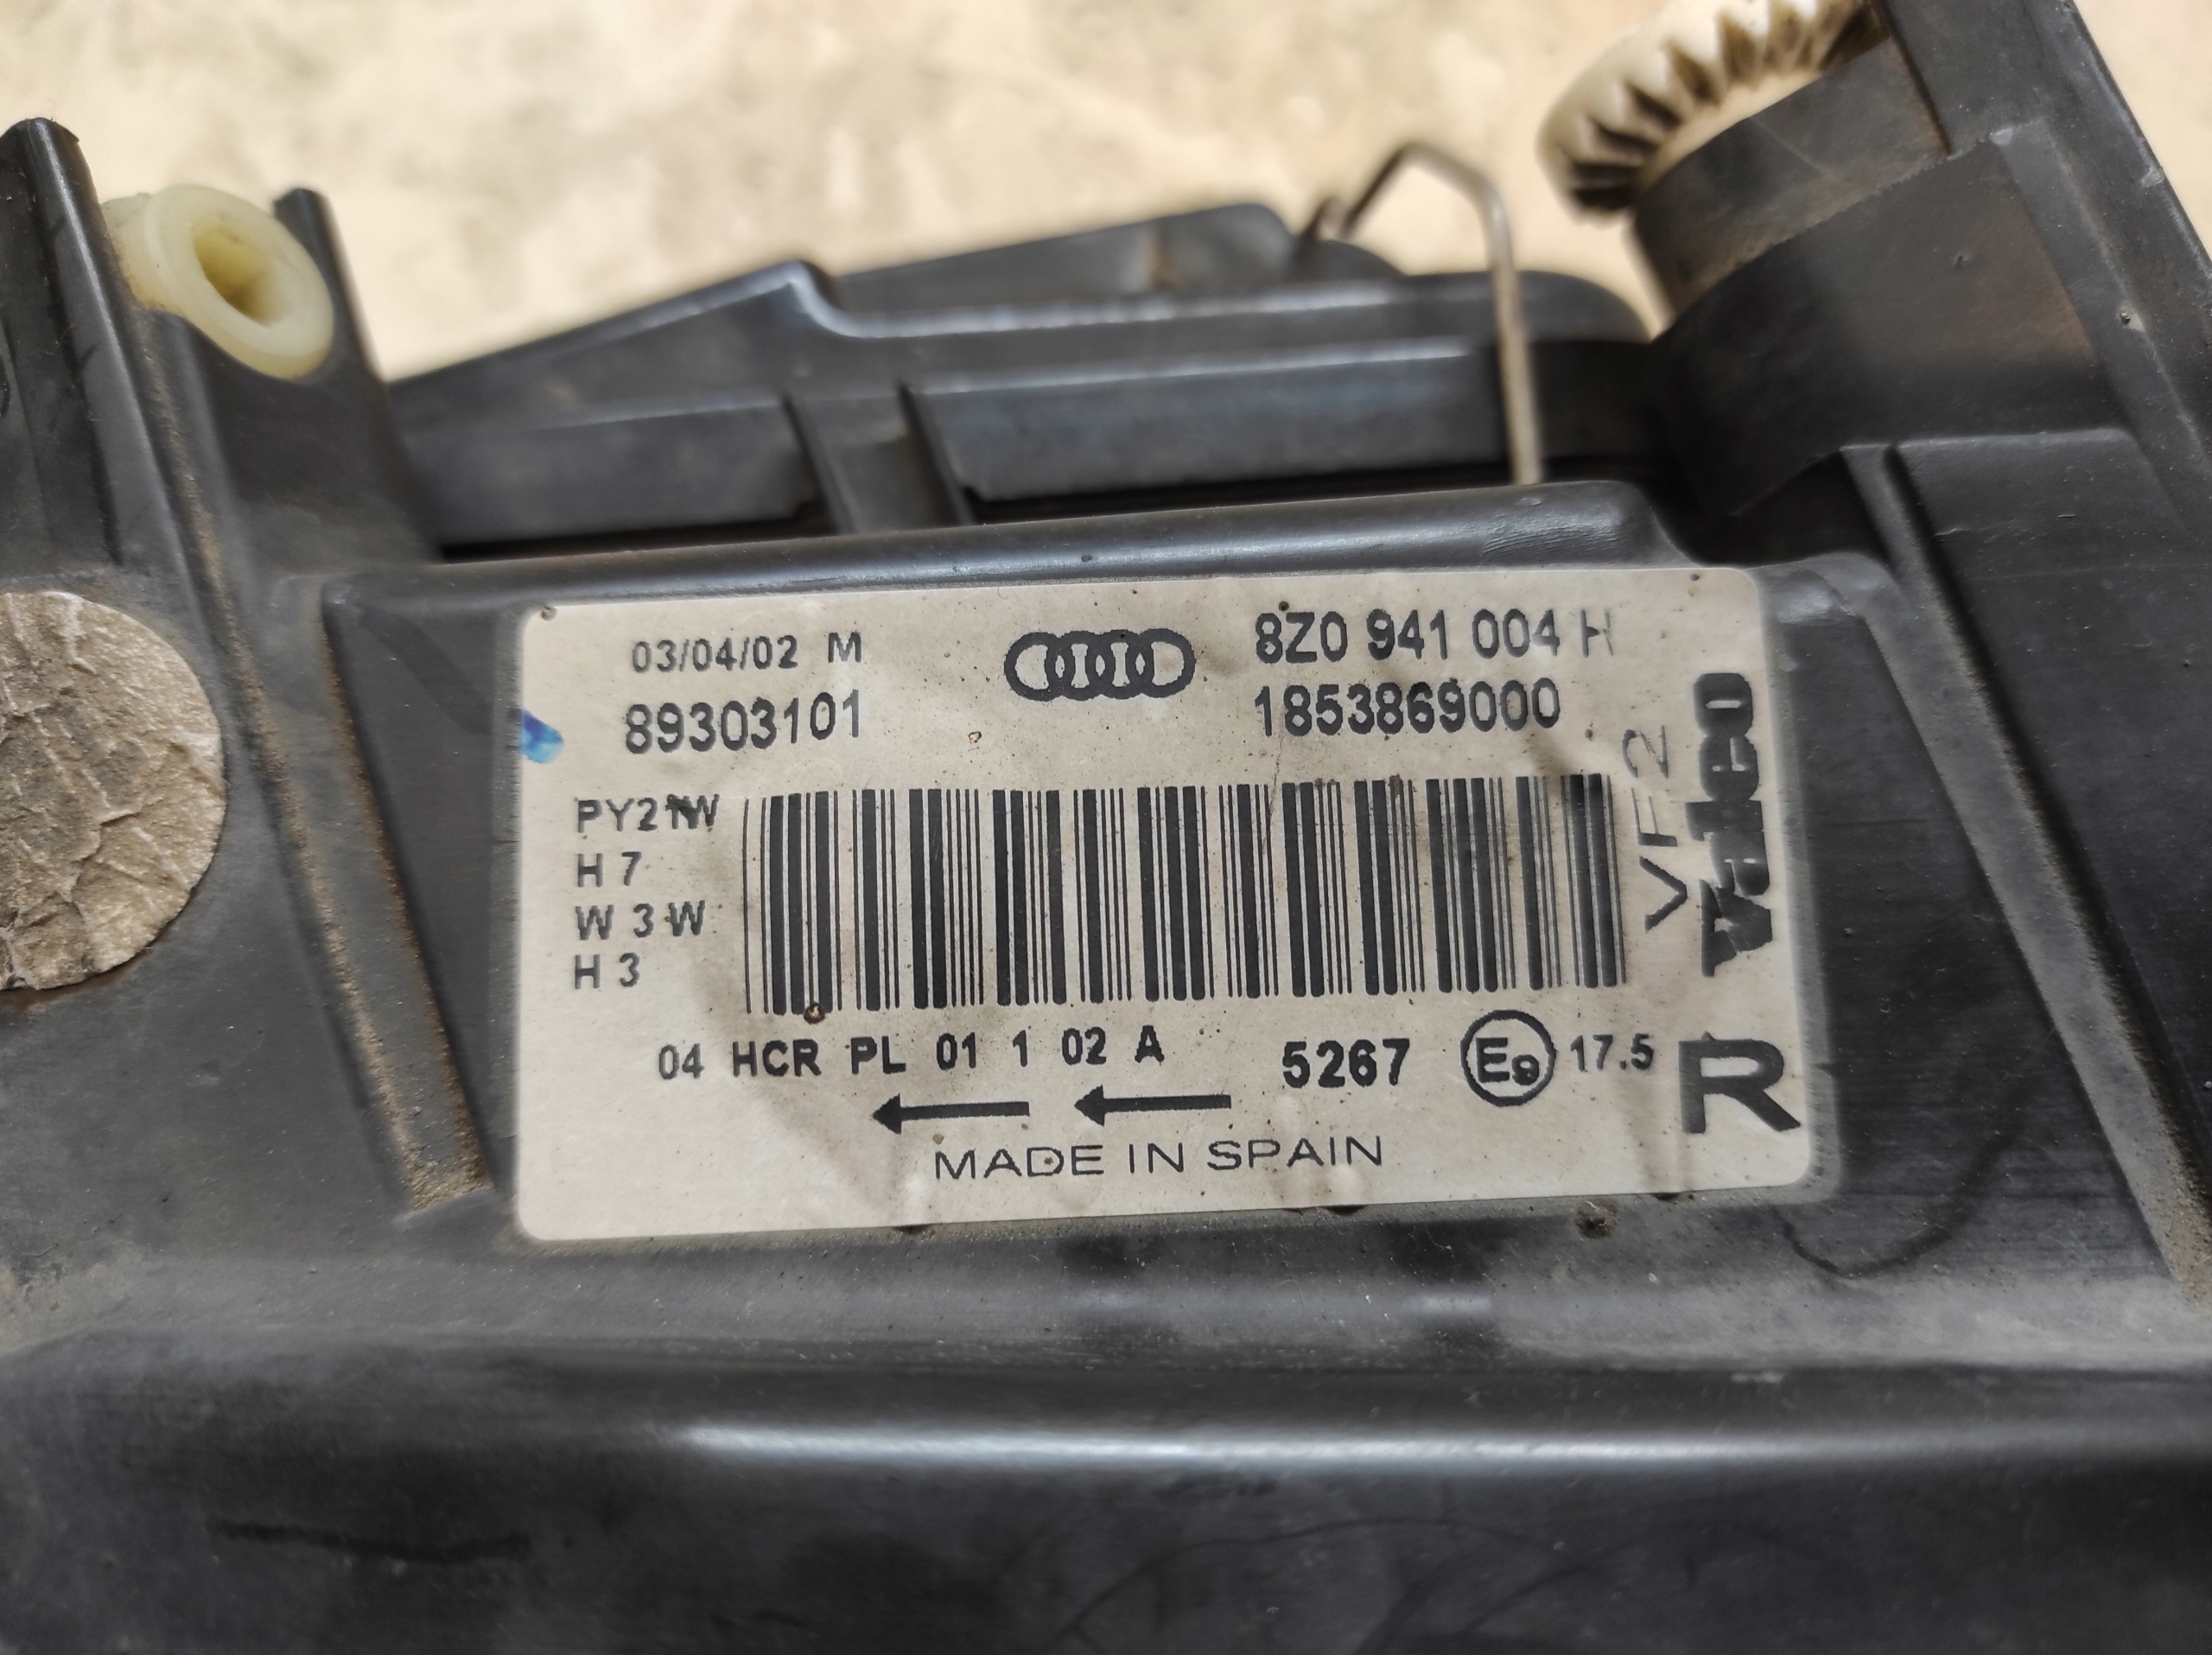 03/04/02 M
8Z0 941 004 H
89303101
1853869000
PY21W
H 7
W 3 W
H 3
VF2
Valeo
04 HCR PL 01 1 02 A
5267 E9 17.5
R
MADE IN SPAIN